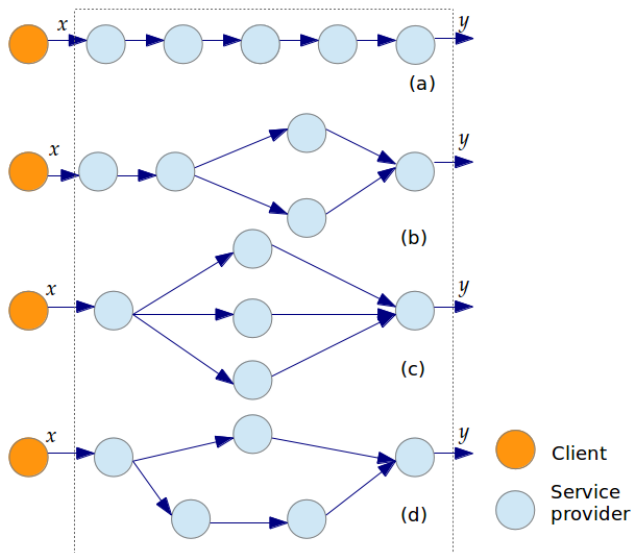 x y
(a)
x y
(b)
x y
(c)
x y
(d)
Client
Service
provider